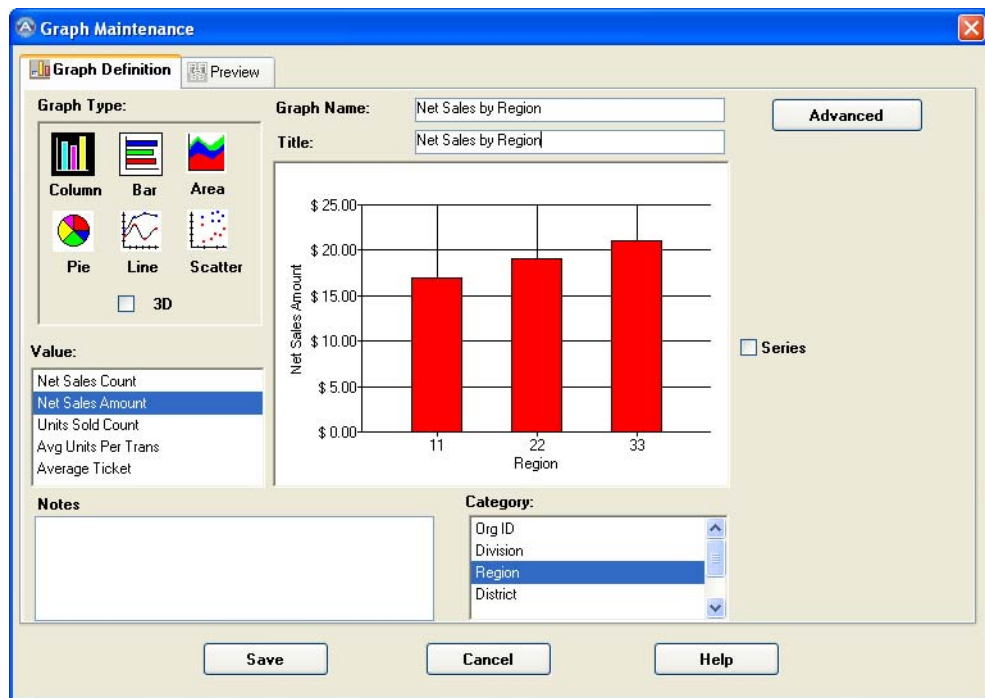 Graph Maintenance
Graph Definition
Preview
Graph Type:
Column Bar Area
Pie Line Scatter
3D
Graph Name: Net Sales by Region
Title: Net Sales by Region
Advanced
$ 25.00
$ 20.00
$ 15.00
$ 10.00
$ 5.00
$ 0.00
Net Sales Amount
11 22 33
Region
Series
Value:
Net Sales Count
Net Sales Amount
Units Sold Count
Avg Units Per Trans
Average Ticket
Notes
Category:
Org ID
Division
Region
District
Save Cancel Help